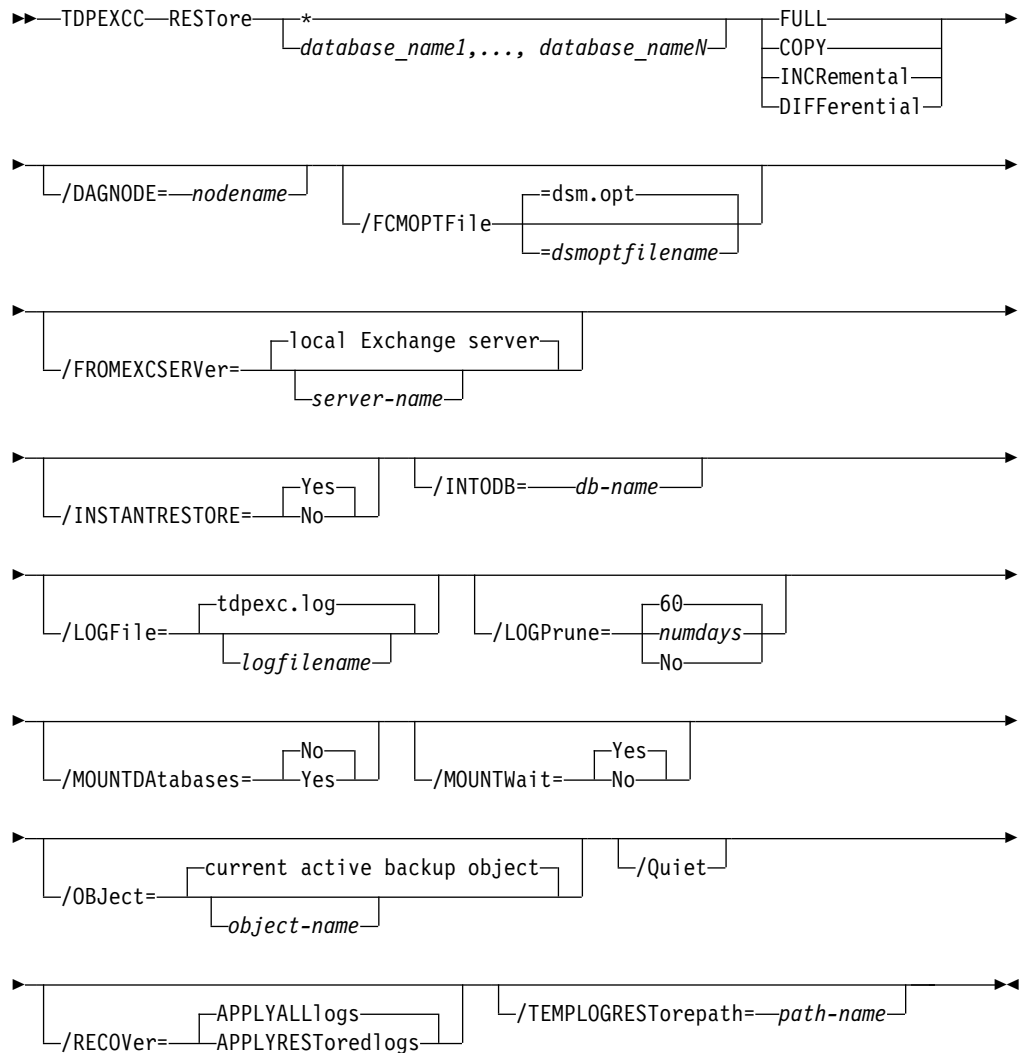 TDPEXCC RESTore * FULL
database_name1,..., database_nameN COPY
INCRemental
DIFFerential
/DAGNODE= nodename =dsm.opt
/FCMOPTFile
=dsmoptfilename
local Exchange server
/FROMEXCSERVer=
server-name
Yes /INTODB= db-name
/INSTANTRESTORE= No
tdpexc.log 60
/LOGFile= /LOGPrune= numdays
logfilename No
No Yes
/MOUNTDAtabases= Yes /MOUNTWait= No
current active backup object /Quiet
/OBJect=
object-name
APPLYALLlogs /TEMPLOGRESTorepath= path-name
/RECOVer= APPLYRESToredlogs